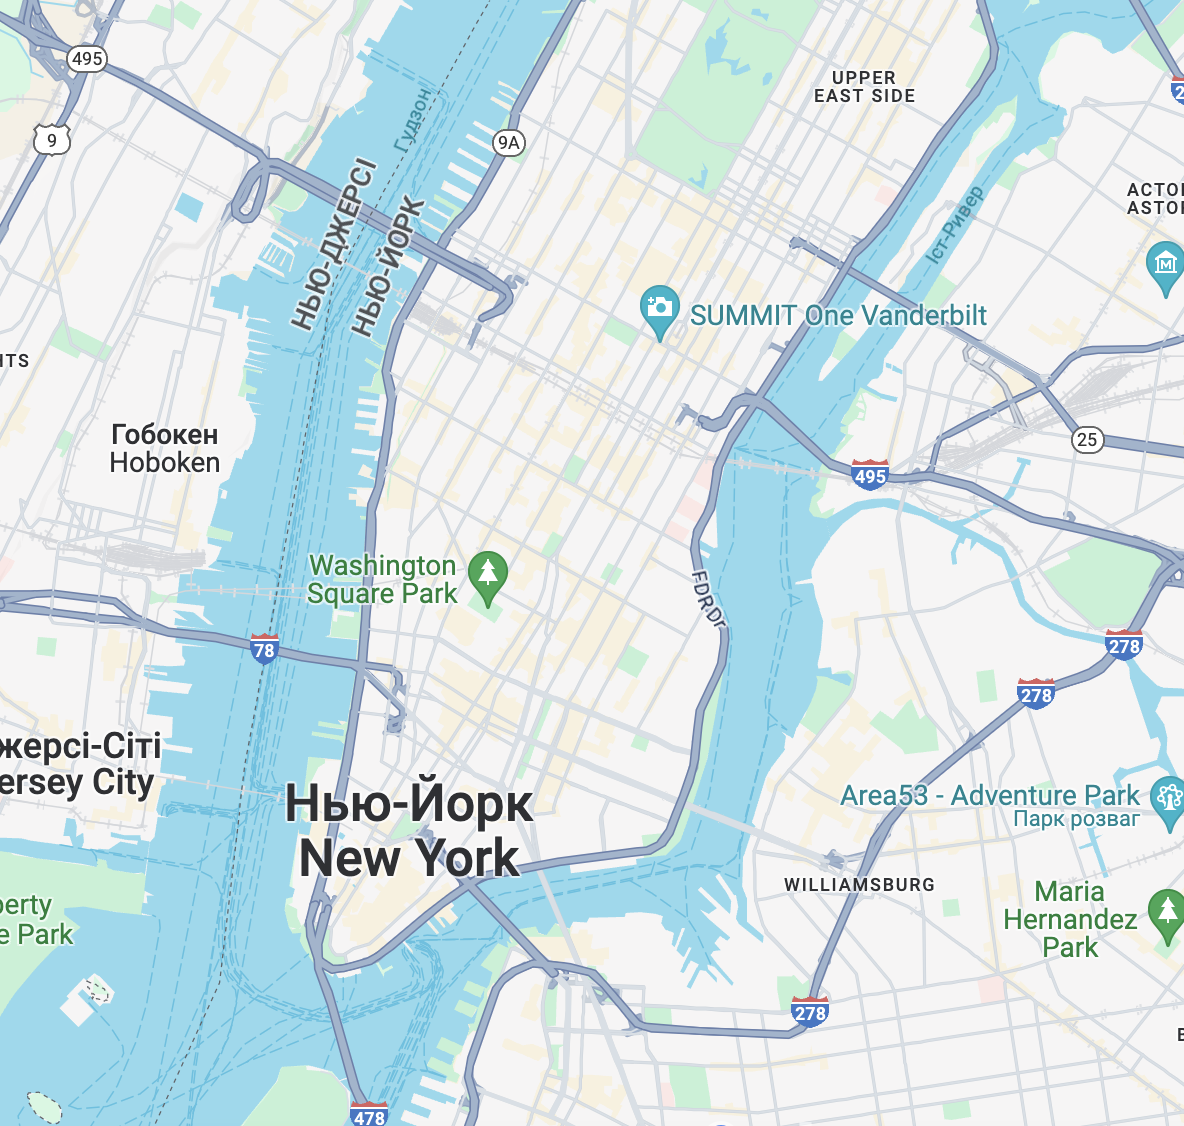 UPPER
EAST SIDE
495
9
9A
Гудзон
НЬЮ-ДЖЕРСІ
НЬЮ-ЙОРК
Іст-Ривер
SUMMIT One Vanderbilt
Гобокен
Hoboken
25
495
Washington
Square Park
FDR Dr
78
278
278
Нью-Йорк
New York
Area53 - Adventure Park
Парк розваг
WILLIAMSBURG
Maria
Hernandez
Park
e Park
278
478